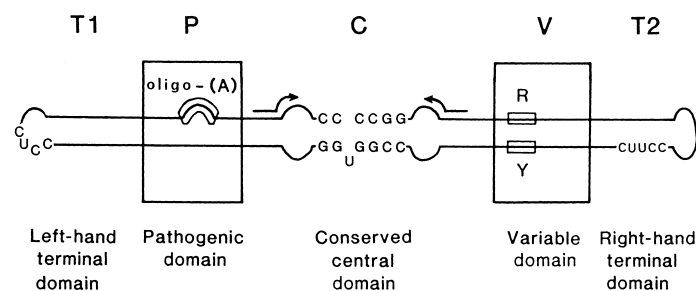 T1 P C V T2
oligo-(A)
R
CC CCGG
C
U
C
C
GG
U
GGCC
CUUCC
Y
Left-hand
terminal
domain
Pathogenic
domain
Conserved
central
domain
Variable
domain
Right-hand
terminal
domain